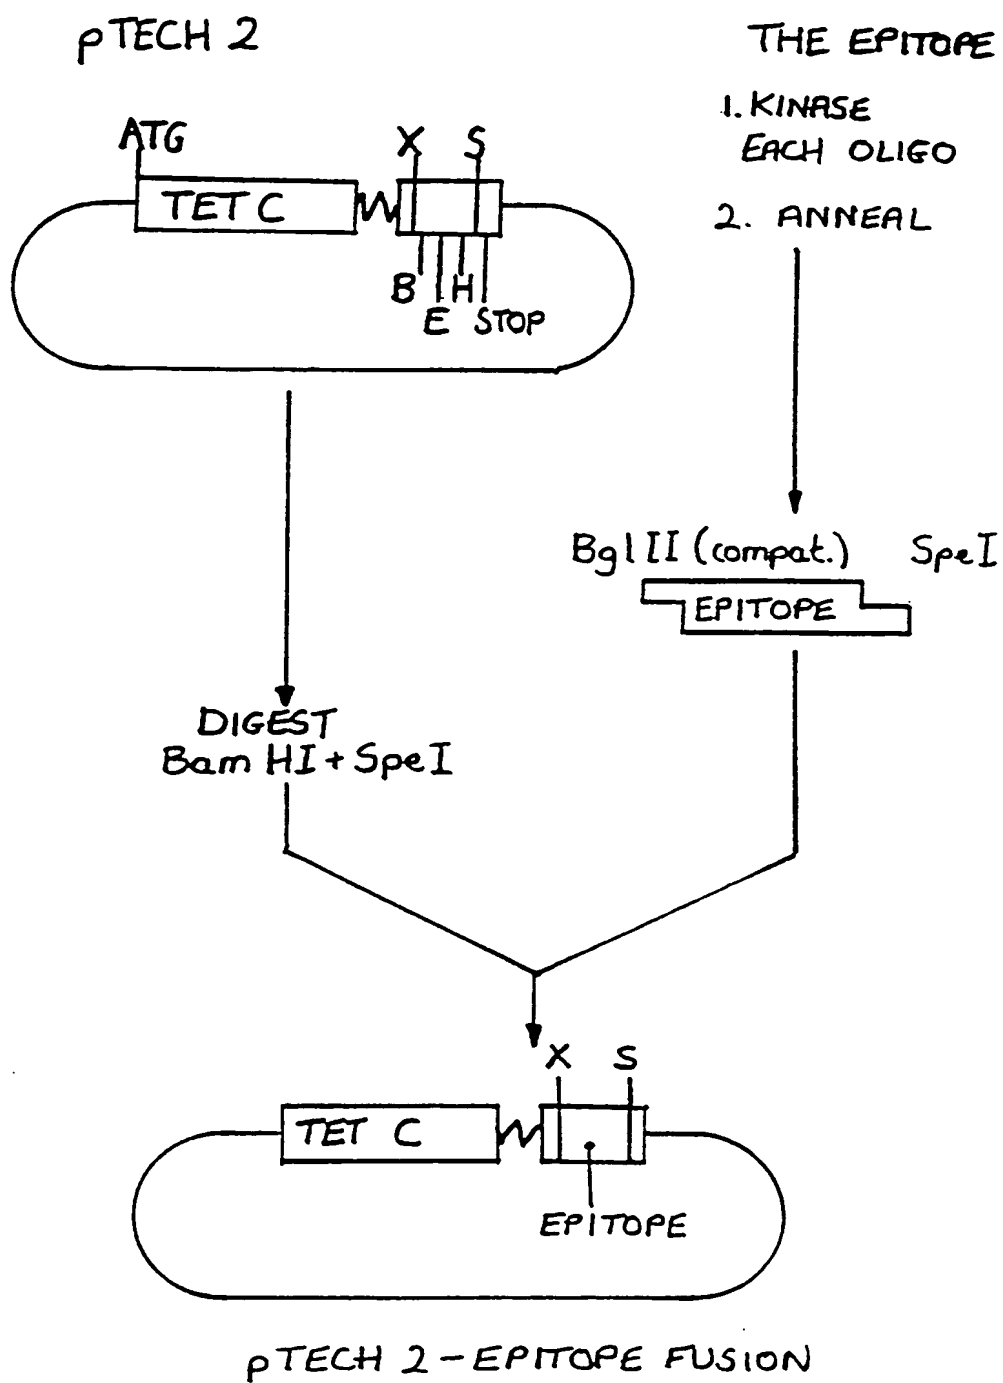 pTECH 2
ATG
TET C
X S
B H
E STOP
THE EPITOPE
1. KINASE
EACH OLIGO
2. ANNEAL
BglII (compat.) SpeI
EPITOPE
DIGEST
Bam HI + SpeI
X S
TET C
EPITOPE
pTECH 2 - EPITOPE FUSION